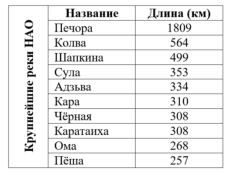 Крупнейшие реки НАО
Название Длина (км)
Печора 1809
Колва 564
Шапкина 499
Сула 353
Адзьва 334
Кара 310
Чёрная 308
Каратаиха 308
Ома 268
Пёша 257